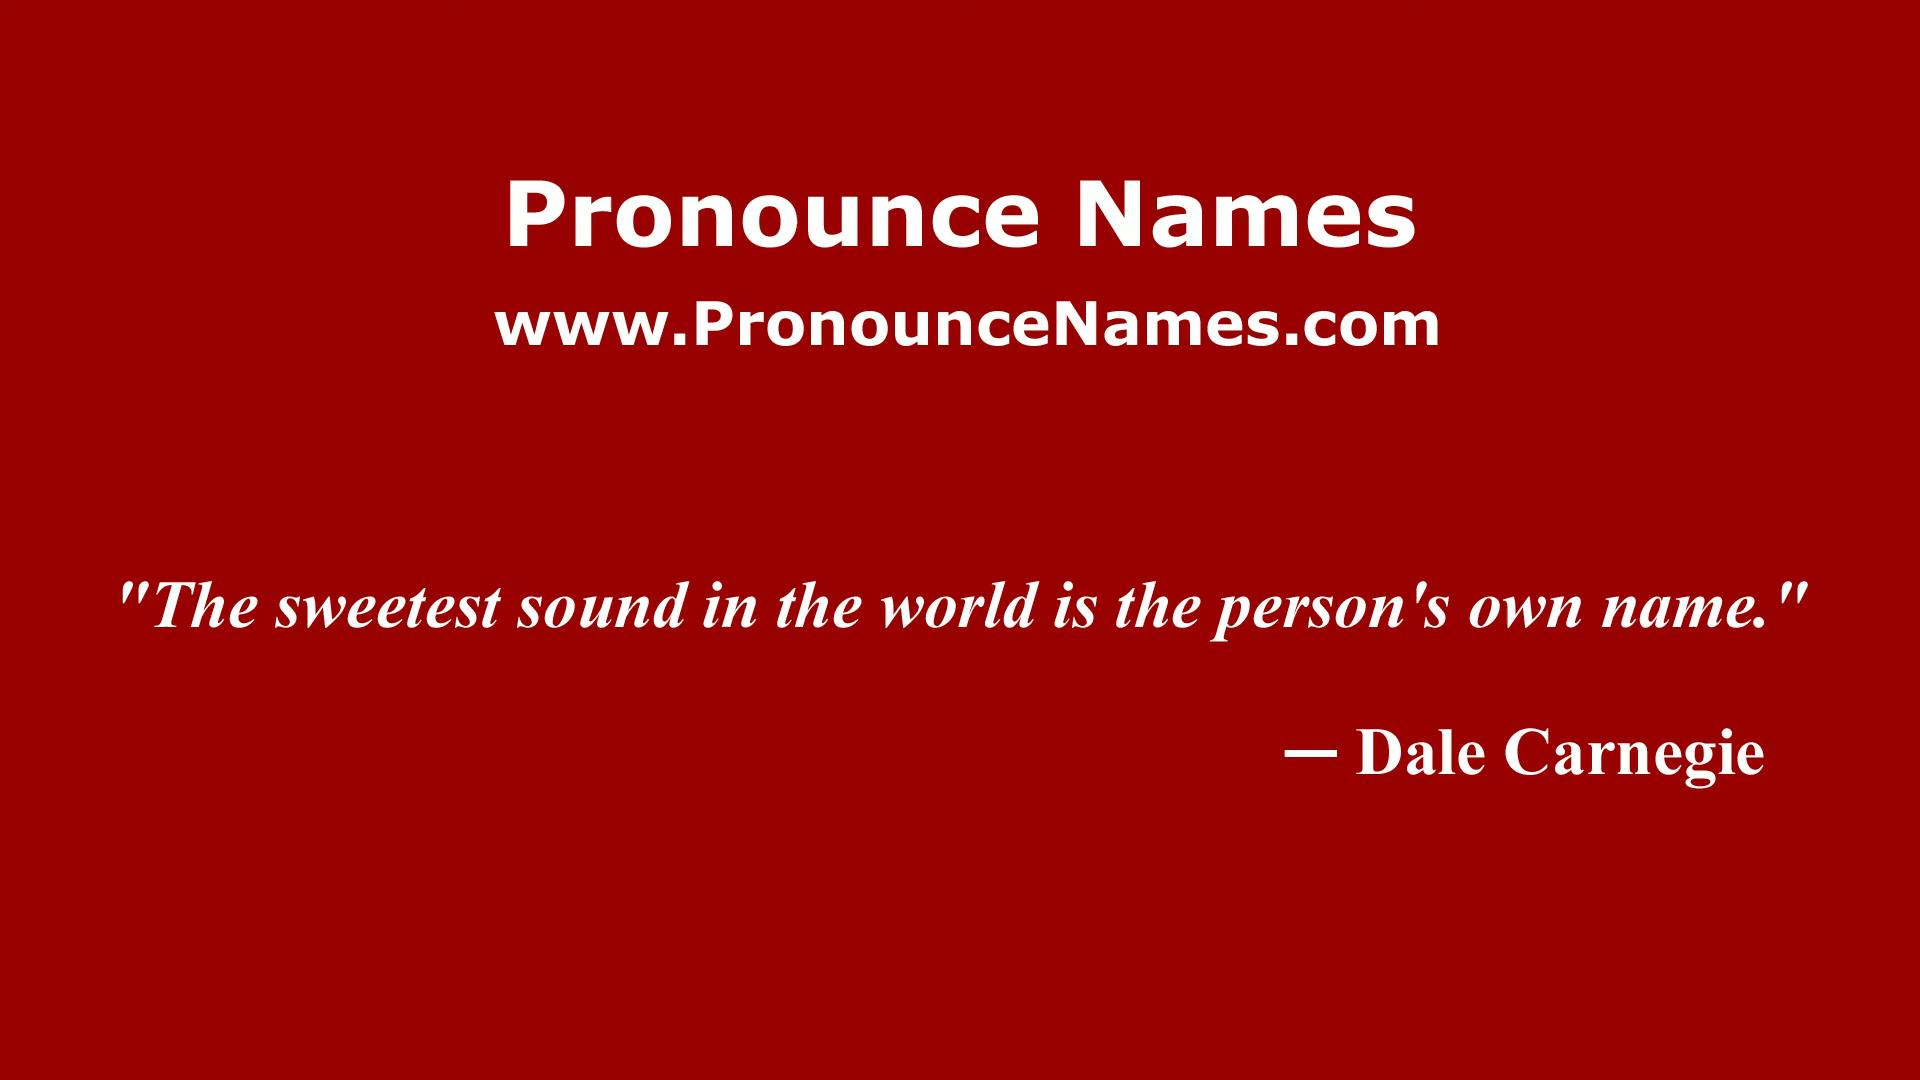 Pronounce Names
www.PronounceNames.com
"The sweetest sound in the world is the person's own name."
— Dale Carnegie